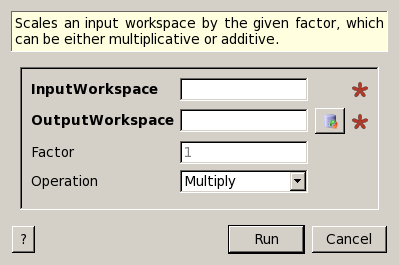 Scales an input workspace by the given factor, which
can be either multiplicative or additive.
InputWorkspace
OutputWorkspace
Factor 1
Operation Multiply
? Run Cancel